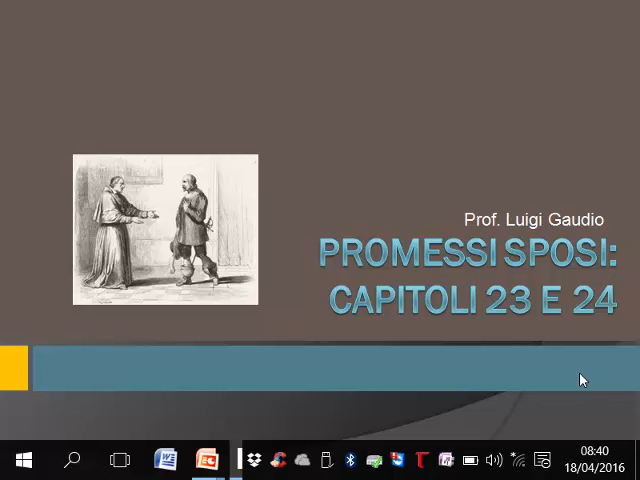 Prof. Luigi Gaudio
PROMESSI SPOSI:
CAPITOLI 23 E 24
08:40
18/04/2016